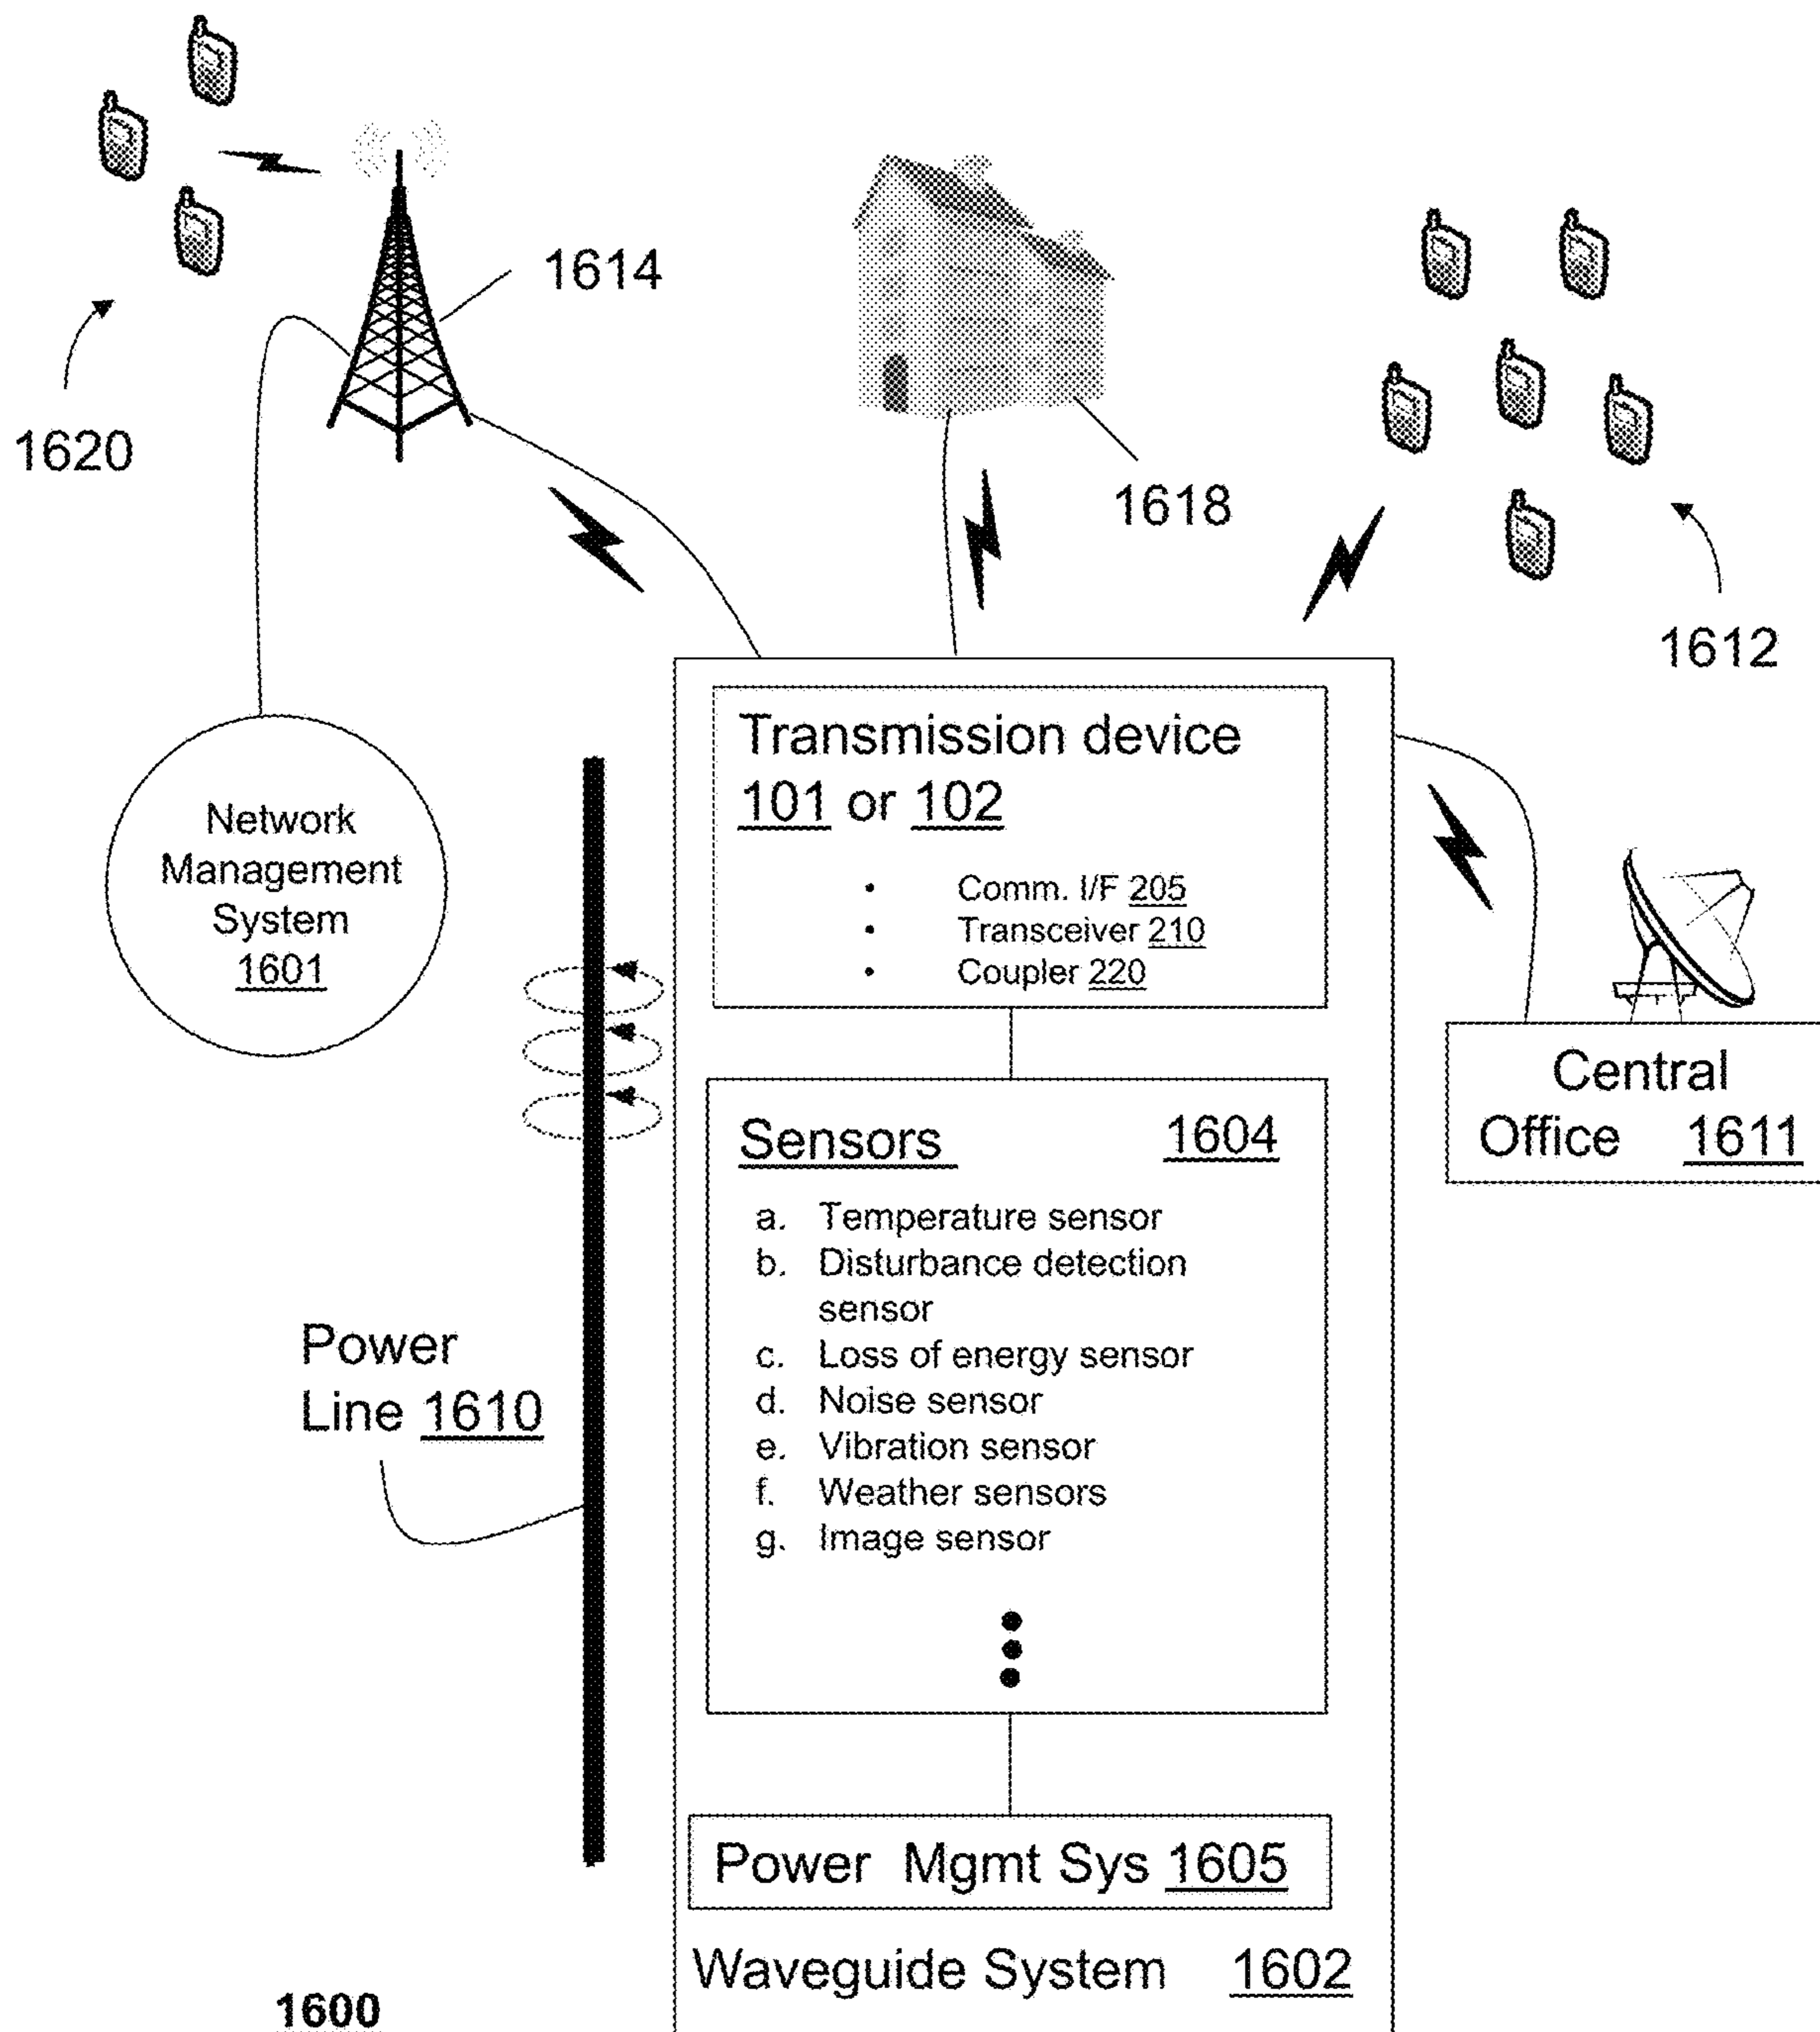 1614
1620
1618
1612
Transmission device
101 or 102
• Comm. I/F 205
• Transceiver 210
• Coupler 220
Network
Management
System
1601
Central
Office 1611
Sensors 1604
a. Temperature sensor
b. Disturbance detection
sensor
c. Loss of energy sensor
d. Noise sensor
e. Vibration sensor
f. Weather sensors
g. Image sensor
Power
Line 1610
Power Mgmt Sys 1605
Waveguide System 1602
1600